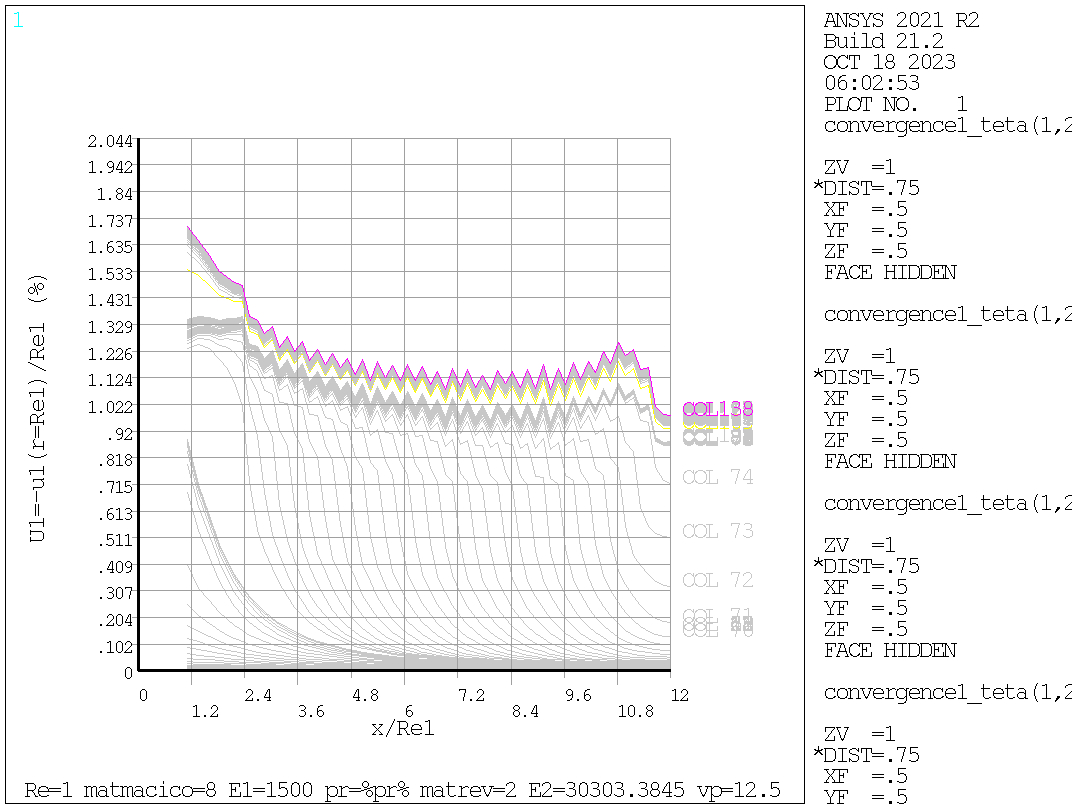 1
ANSYS 2021 R2
Build 21.2
OCT 18 2023
06:02:53
PLOT NO. 1
convergence1_teta(1,2
ZV =1
*DIST=.75
XF =.5
YF =.5
ZF =.5
FACE HIDDEN
convergence1_teta(1,2
ZV =1
*DIST=.75
XF =.5
YF =.5
ZF =.5
FACE HIDDEN
convergence1_teta(1,2
ZV =1
*DIST=.75
XF =.5
YF =.5
ZF =.5
FACE HIDDEN
convergence1_teta(1,2
ZV =1
*DIST=.75
XF =.5
YF =.5
U1=-u1(r=Re1)/Re1 (%)
2.044
1.942
1.84
1.737
1.635
1.533
1.431
1.329
1.226
1.124
1.022
.92
.818
.715
.613
.511
.409
.307
.204
.102
0
COL138
COL 74
COL 73
COL 72
COL 71
COL 70
0 2.4 4.8 7.2 9.6 12
1.2 3.6 6 8.4 10.8
x/Re1
Re=1 matmacico=8 E1=1500 pr=%pr% matrev=2 E2=30303.3845 vp=12.5